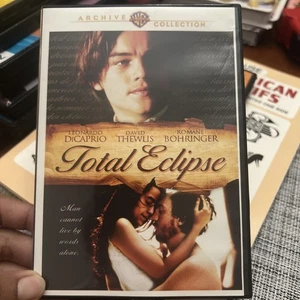 ARCHIVE COLLECTION
LEONARDO DAVID ROMANE
DiCAPRIO THEWLIS BOHRINGER
Total Eclipse
Man
cannot
live by
words
alone.